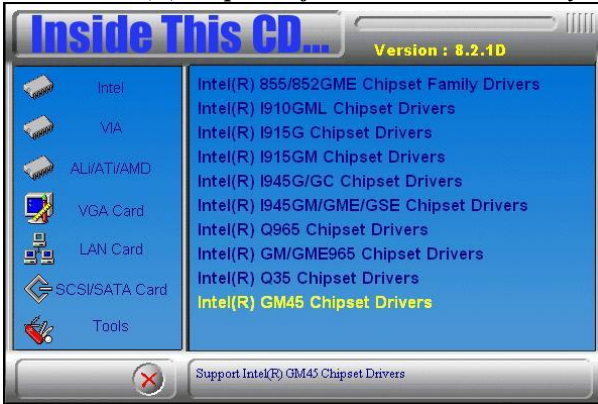 Inside This CD...
Version : 8.2.1D
Intel
VIA
ALi/ATi/AMD
VGA Card
LAN Card
SCSI/SATA Card
Tools
Intel(R) 855/852GME Chipset Family Drivers
Intel(R) I910GML Chipset Drivers
Intel(R) I915G Chipset Drivers
Intel(R) I915GM Chipset Drivers
Intel(R) I945G/GC Chipset Drivers
Intel(R) I945GM/GME/GSE Chipset Drivers
Intel(R) Q965 Chipset Drivers
Intel(R) GM/GME965 Chipset Drivers
Intel(R) Q35 Chipset Drivers
Intel(R) GM45 Chipset Drivers
Support Intel(R) GM45 Chipset Drivers